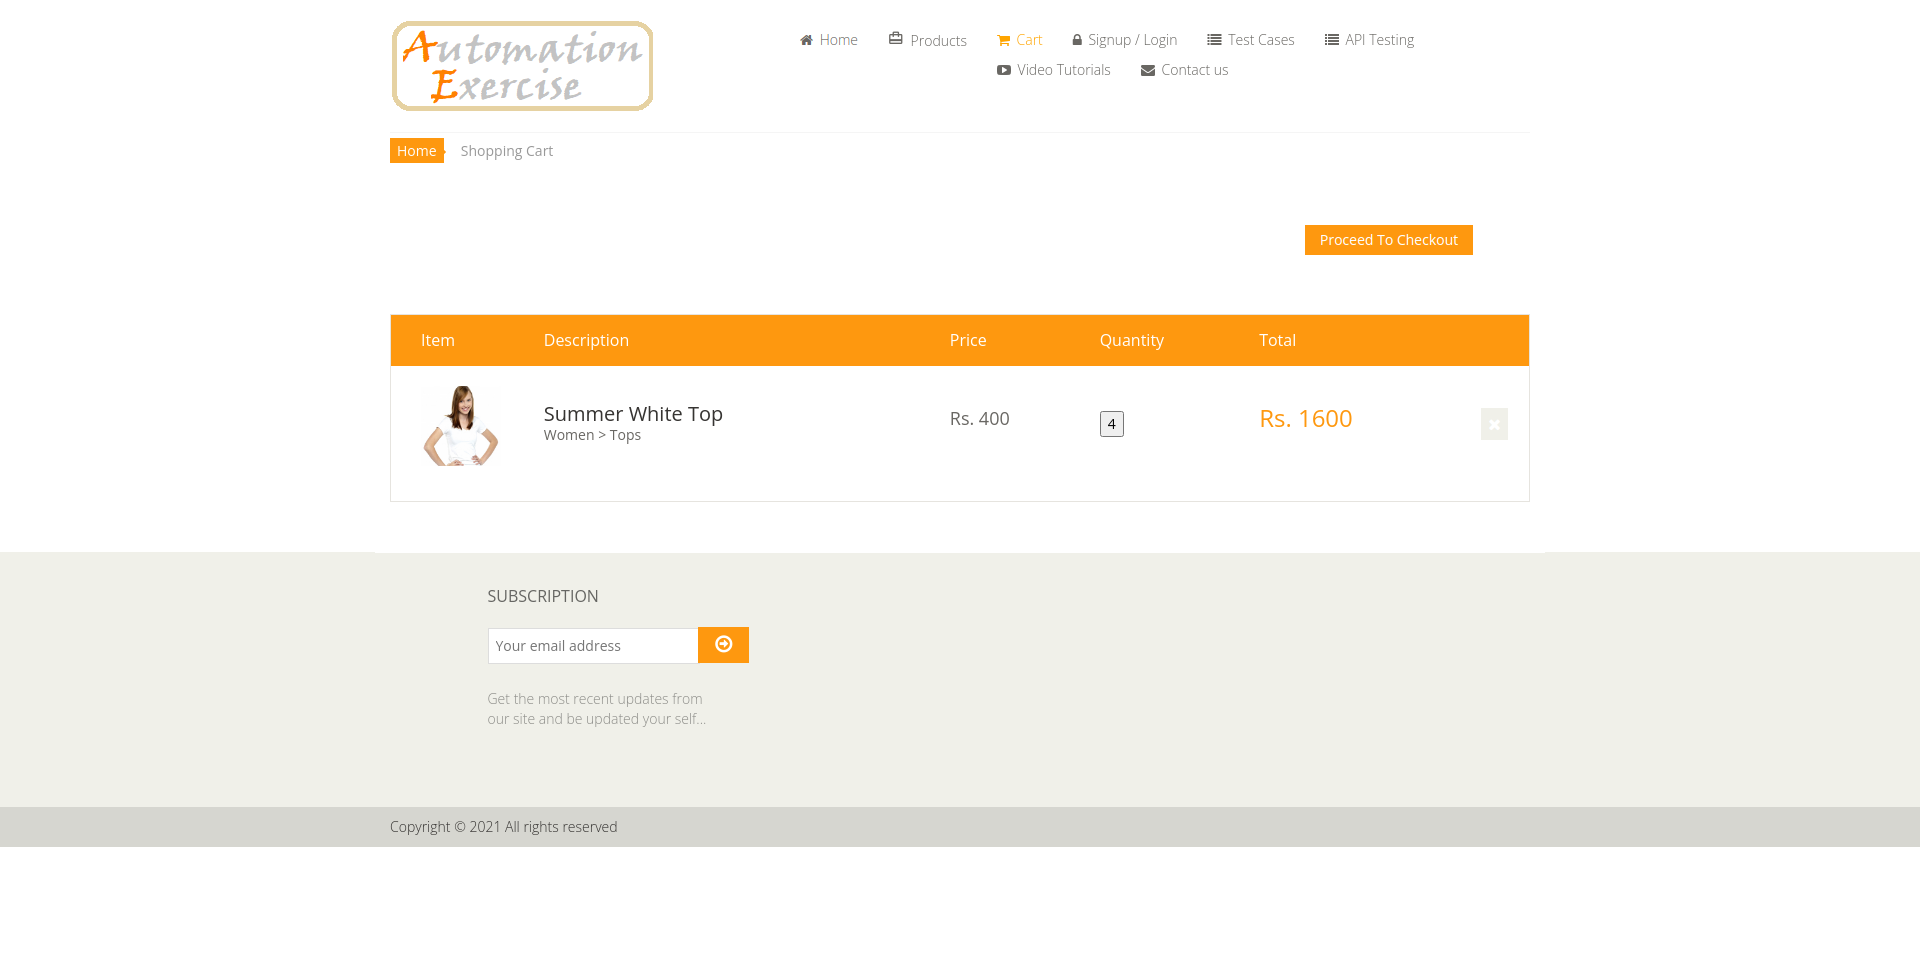 Automation
Exercise
Home
Products
Cart
Signup / Login
Test Cases
API Testing
Video Tutorials
Contact us
Home
Shopping Cart
Proceed To Checkout
Item Description Price Quantity Total
Summer White Top
Women > Tops
Rs. 400
4
Rs. 1600
SUBSCRIPTION
Your email address
Get the most recent updates from
our site and be updated your self...
Copyright © 2021 All rights reserved